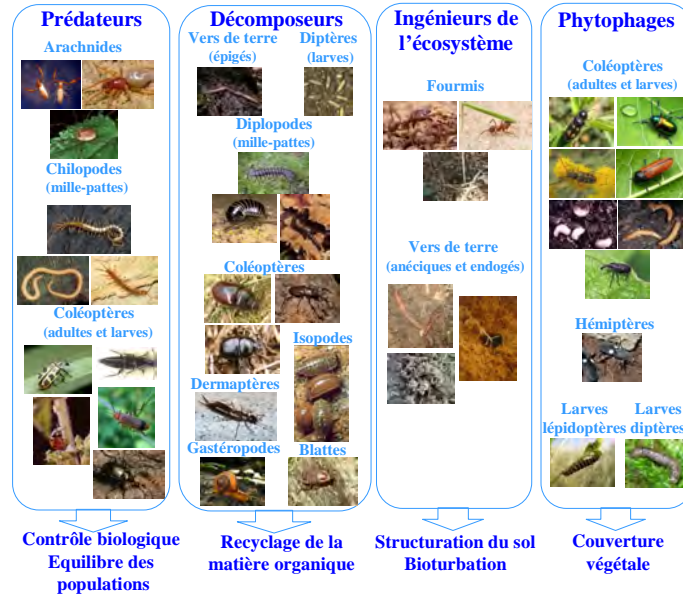 Prédateurs
Arachnides
Chilopodes
(mille-pattes)
Coléoptères
(adultes et larves)
Contrôle biologique
Equilibre des
populations
Décomposeurs
Vers de terre
(épigés)
Diptères
(larves)
Diplopodes
(mille-pattes)
Coléoptères
Isopodes
Dermaptères
Gastéropodes
Blattes
Recyclage de la
matière organique
Ingénieurs de
l'écosystème
Fourmis
Vers de terre
(anéciques et endogés)
Structuration du sol
Bioturbation
Phytophages
Coléoptères
(adultes et larves)
Hémiptères
Larves
lépidoptères
Larves
diptères
Couverture
végétale